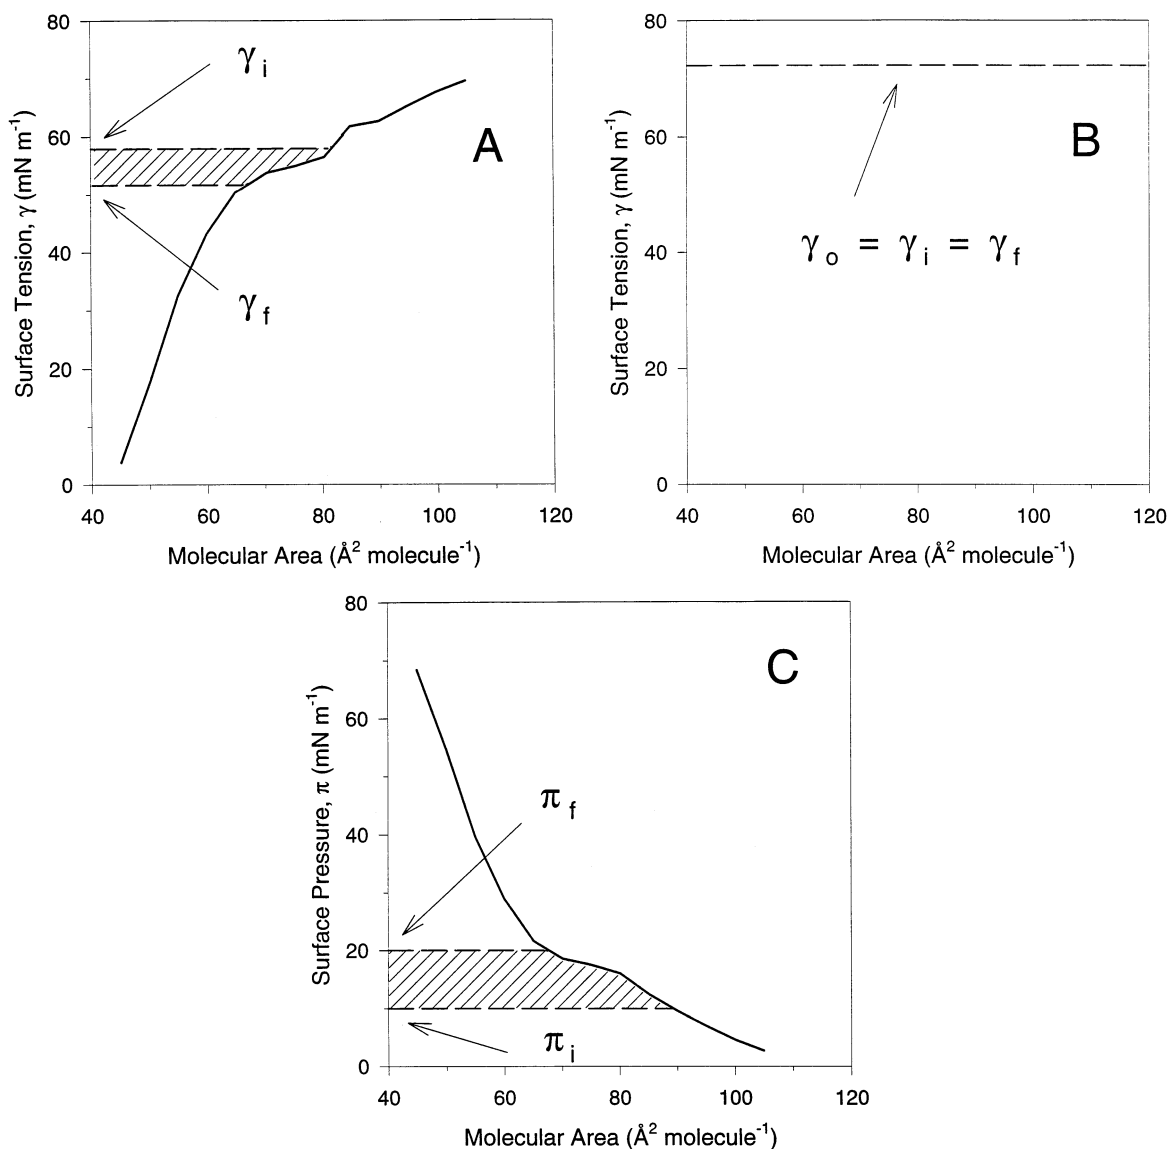 80
60
40
20
0
40
60
80
100
120
Surface Tension, γ (mN m⁻¹)
Molecular Area (Å² molecule⁻¹)
γ i
γ f
A
80
60
40
20
0
40
60
80
100
120
Surface Tension, γ (mN m⁻¹)
Molecular Area (Å² molecule⁻¹)
B
γ o = γ i = γ f
80
60
40
20
0
40
60
80
100
120
Surface Pressure, π (mN m⁻¹)
Molecular Area (Å² molecule⁻¹)
C
π f
π i